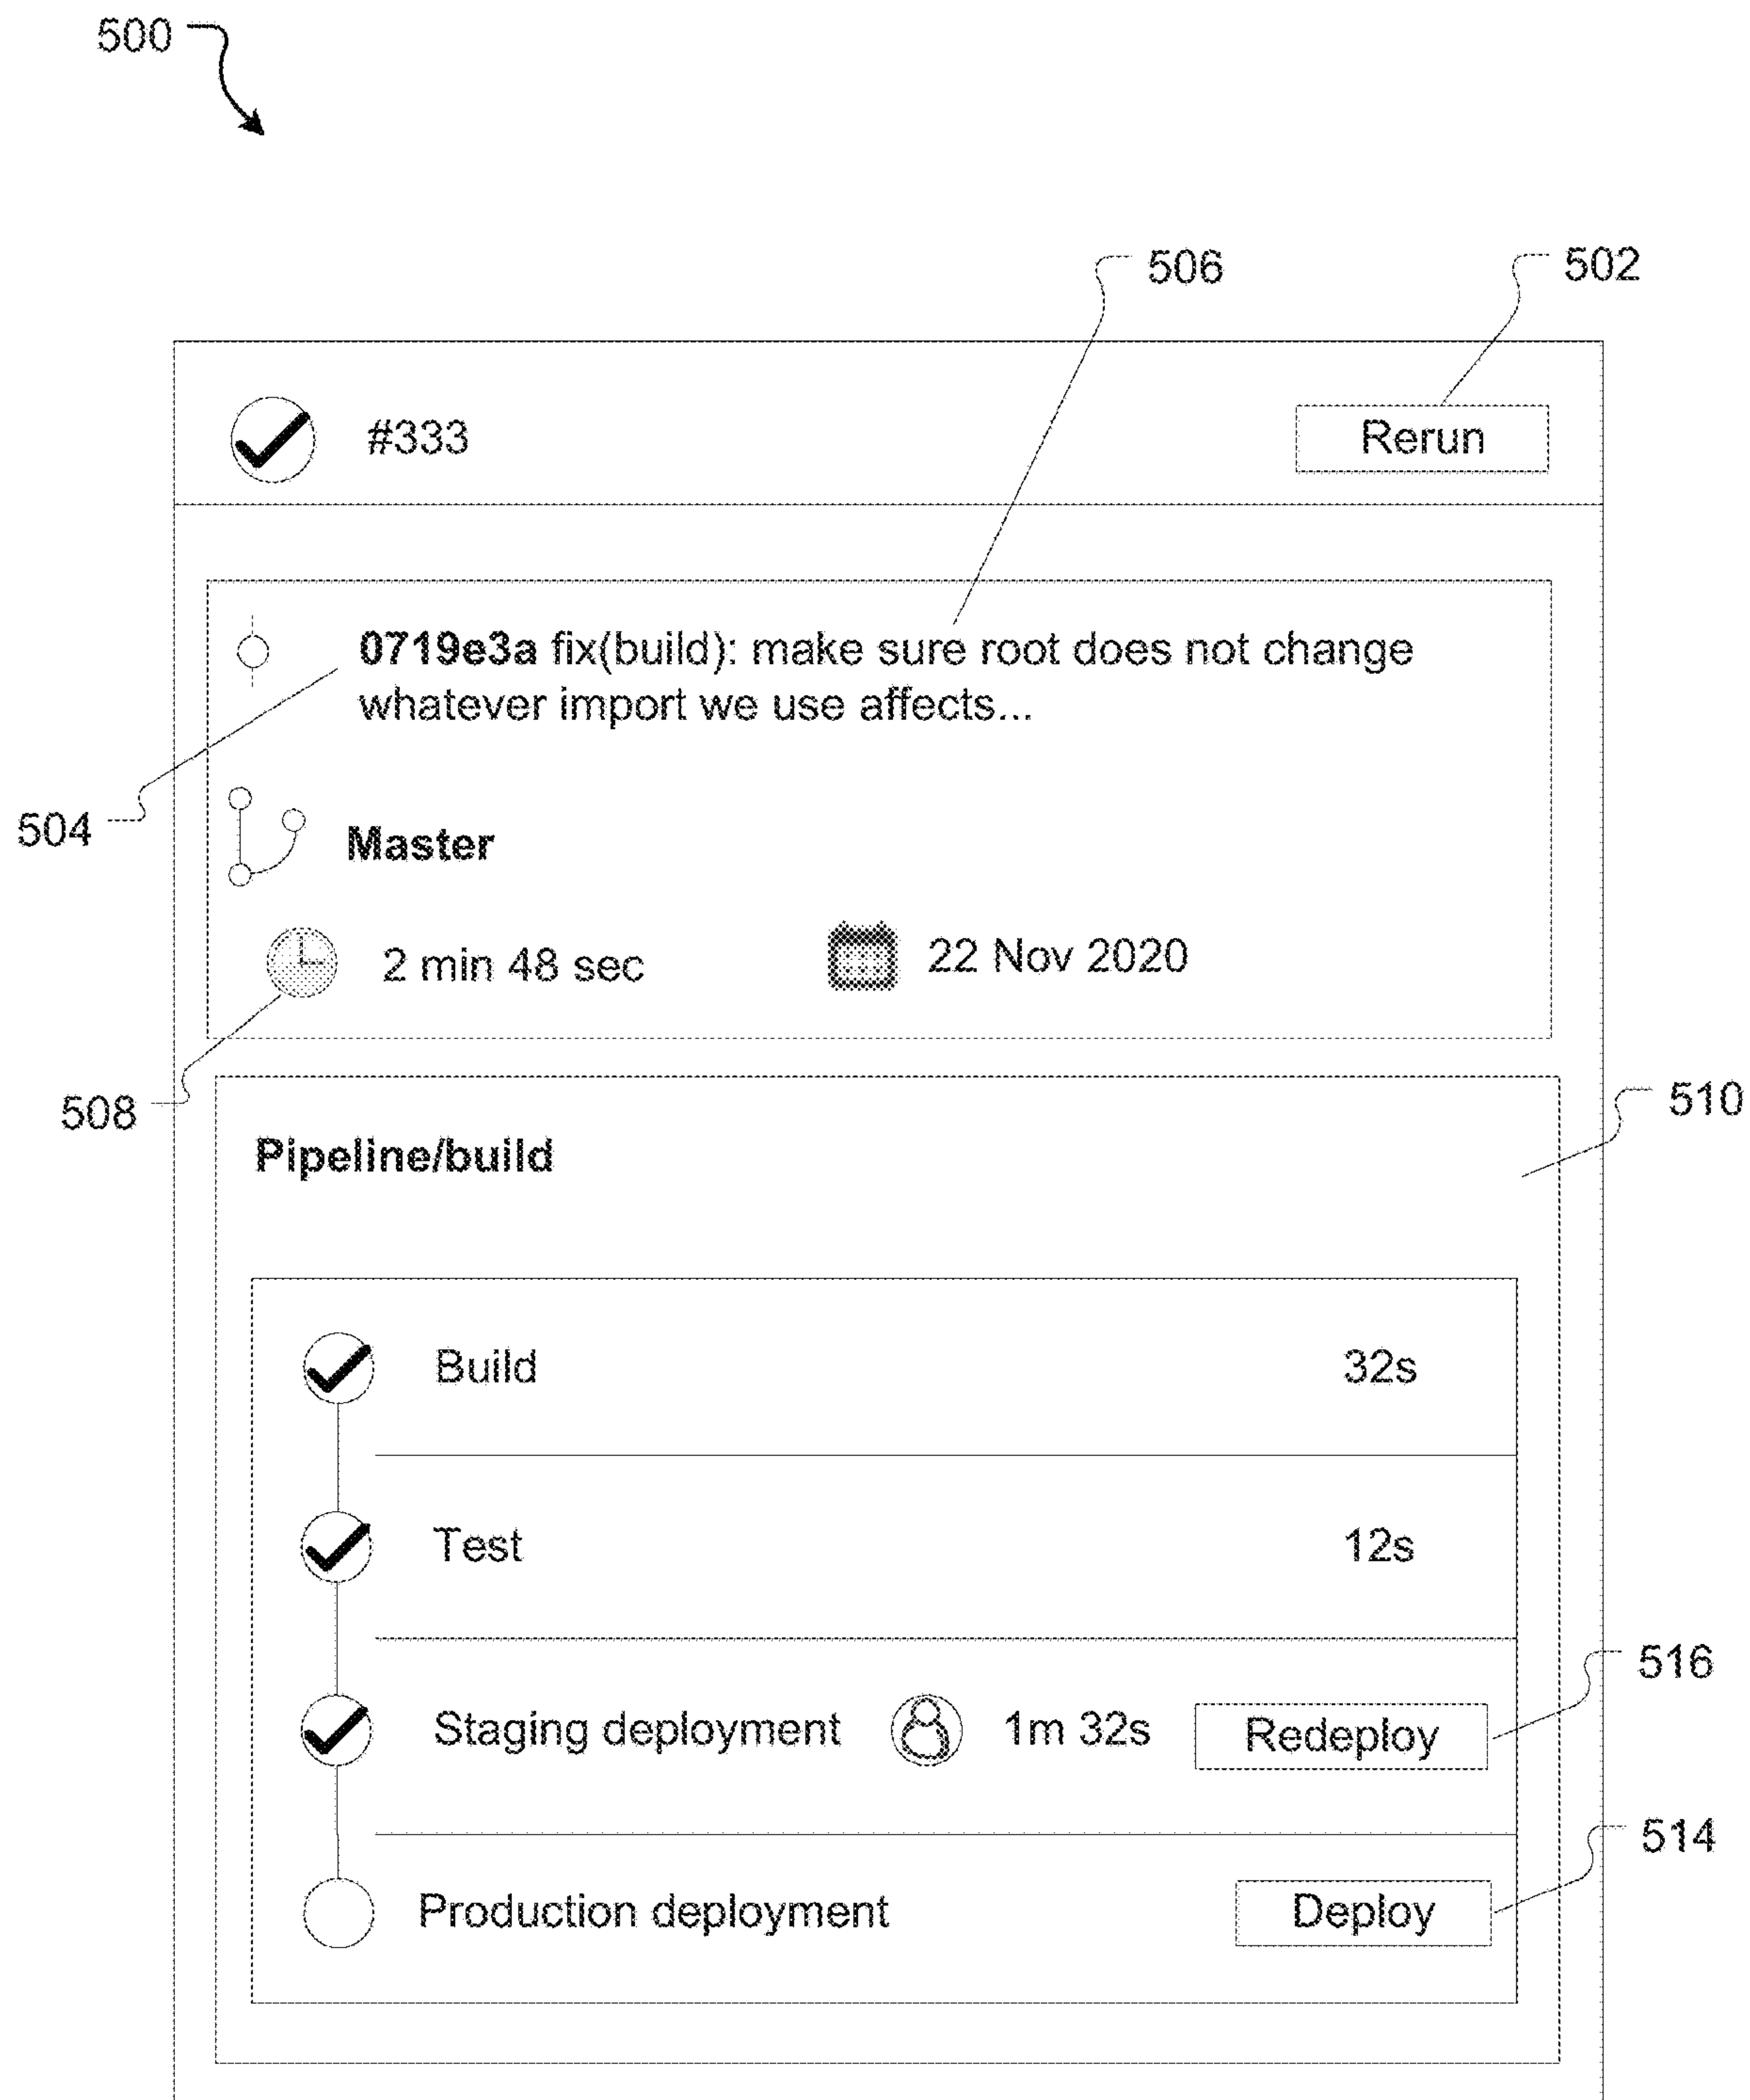 500
506
502
#333
Rerun
0719e3a fix(build): make sure root does not change
whatever import we use affects...
504
Master
2 min 48 sec
22 Nov 2020
508
510
Pipeline/build
Build
32s
Test
12s
516
Staging deployment
1m 32s
Redeploy
514
Production deployment
Deploy